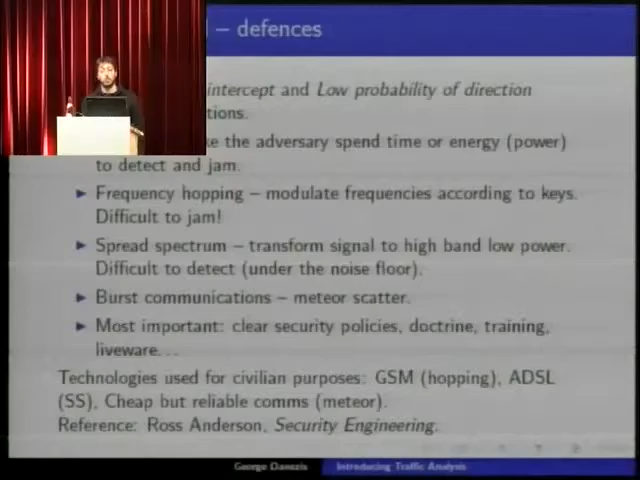 – defences
intercept and Low probability of direction
tions.
ke the adversary spend time or energy (power)
to detect and jam.
Frequency hopping – modulate frequencies according to keys.
Difficult to jam!
Spread spectrum – transform signal to high band low power.
Difficult to detect (under the noise floor).
Burst communications – meteor scatter.
Most important: clear security policies, doctrine, training,
liveware...
Technologies used for civilian purposes: GSM (hopping), ADSL
(SS), Cheap but reliable comms (meteor).
Reference: Ross Anderson, Security Engineering.
George Danezis Introducing Traffic Analysis